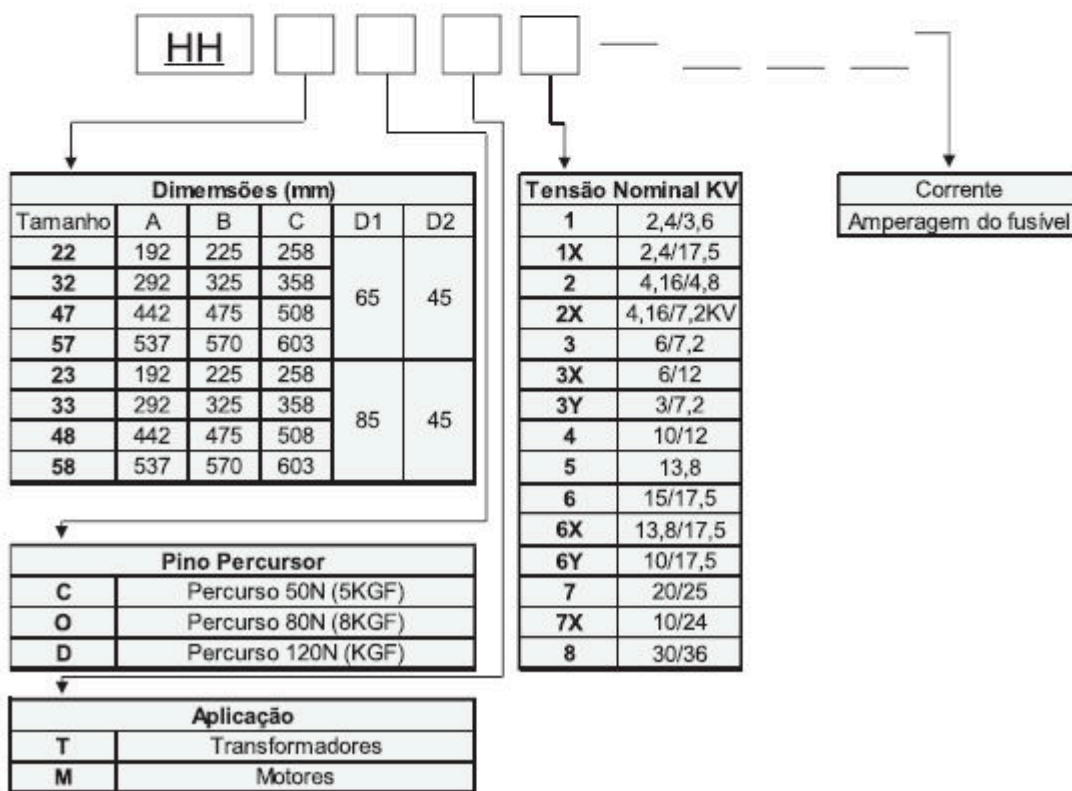 HH
Dimemsões (mm)
Tamanho A B C D1 D2
22 192 225 258
32 292 325 358
47 442 475 508
57 537 570 603
65 45
23 192 225 258
33 292 325 358
48 442 475 508
58 537 570 603
85 45
Pino Percursor
C Percurso 50N (5KGF)
O Percurso 80N (8KGF)
D Percurso 120N (KGF)
Aplicação
T Transformadores
M Motores
Tensão Nominal KV
1 2,4/3,6
1X 2,4/17,5
2 4,16/4,8
2X 4,16/7,2KV
3 6/7,2
3X 6/12
3Y 3/7,2
4 10/12
5 13,8
6 15/17,5
6X 13,8/17,5
6Y 10/17,5
7 20/25
7X 10/24
8 30/36
Corrente
Amperagem do fusível